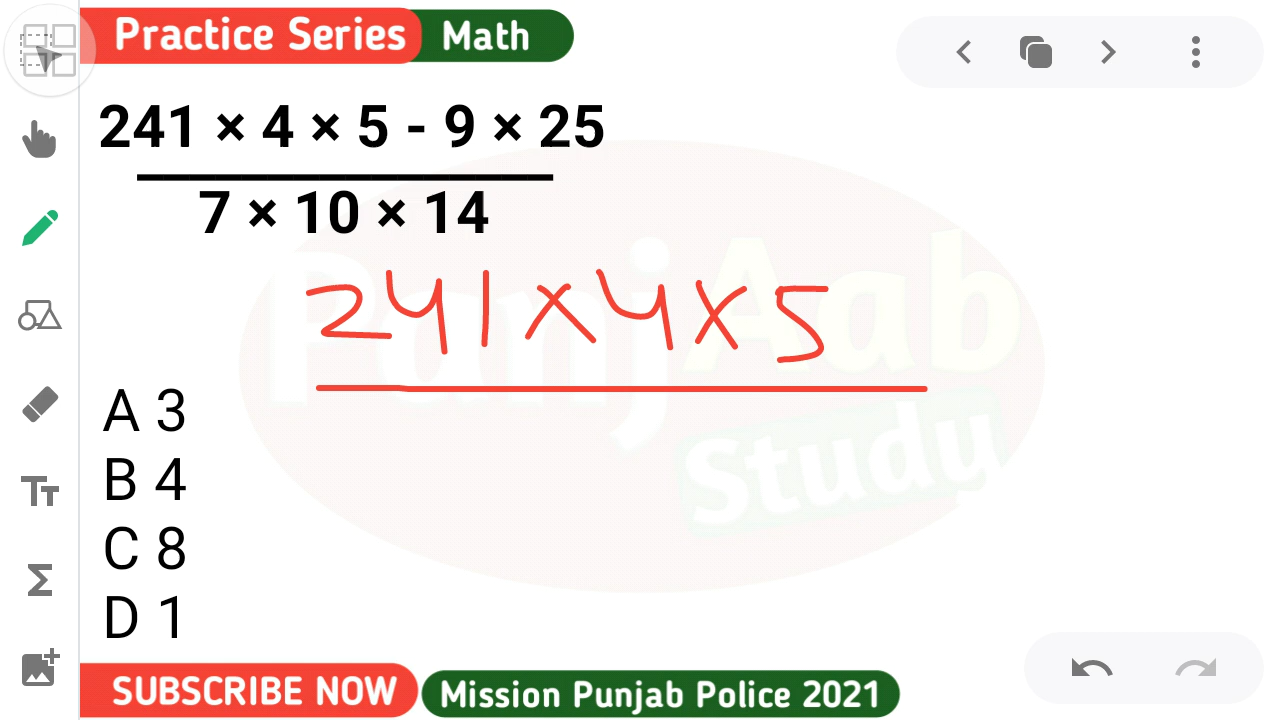 Practice Series Math
241 × 4 × 5 - 9 × 25
7 × 10 × 14
241×4×5
PunjAab
Study
A 3
B 4
C 8
D 1
Tт
Σ
SUBSCRIBE NOW Mission Punjab Police 2021